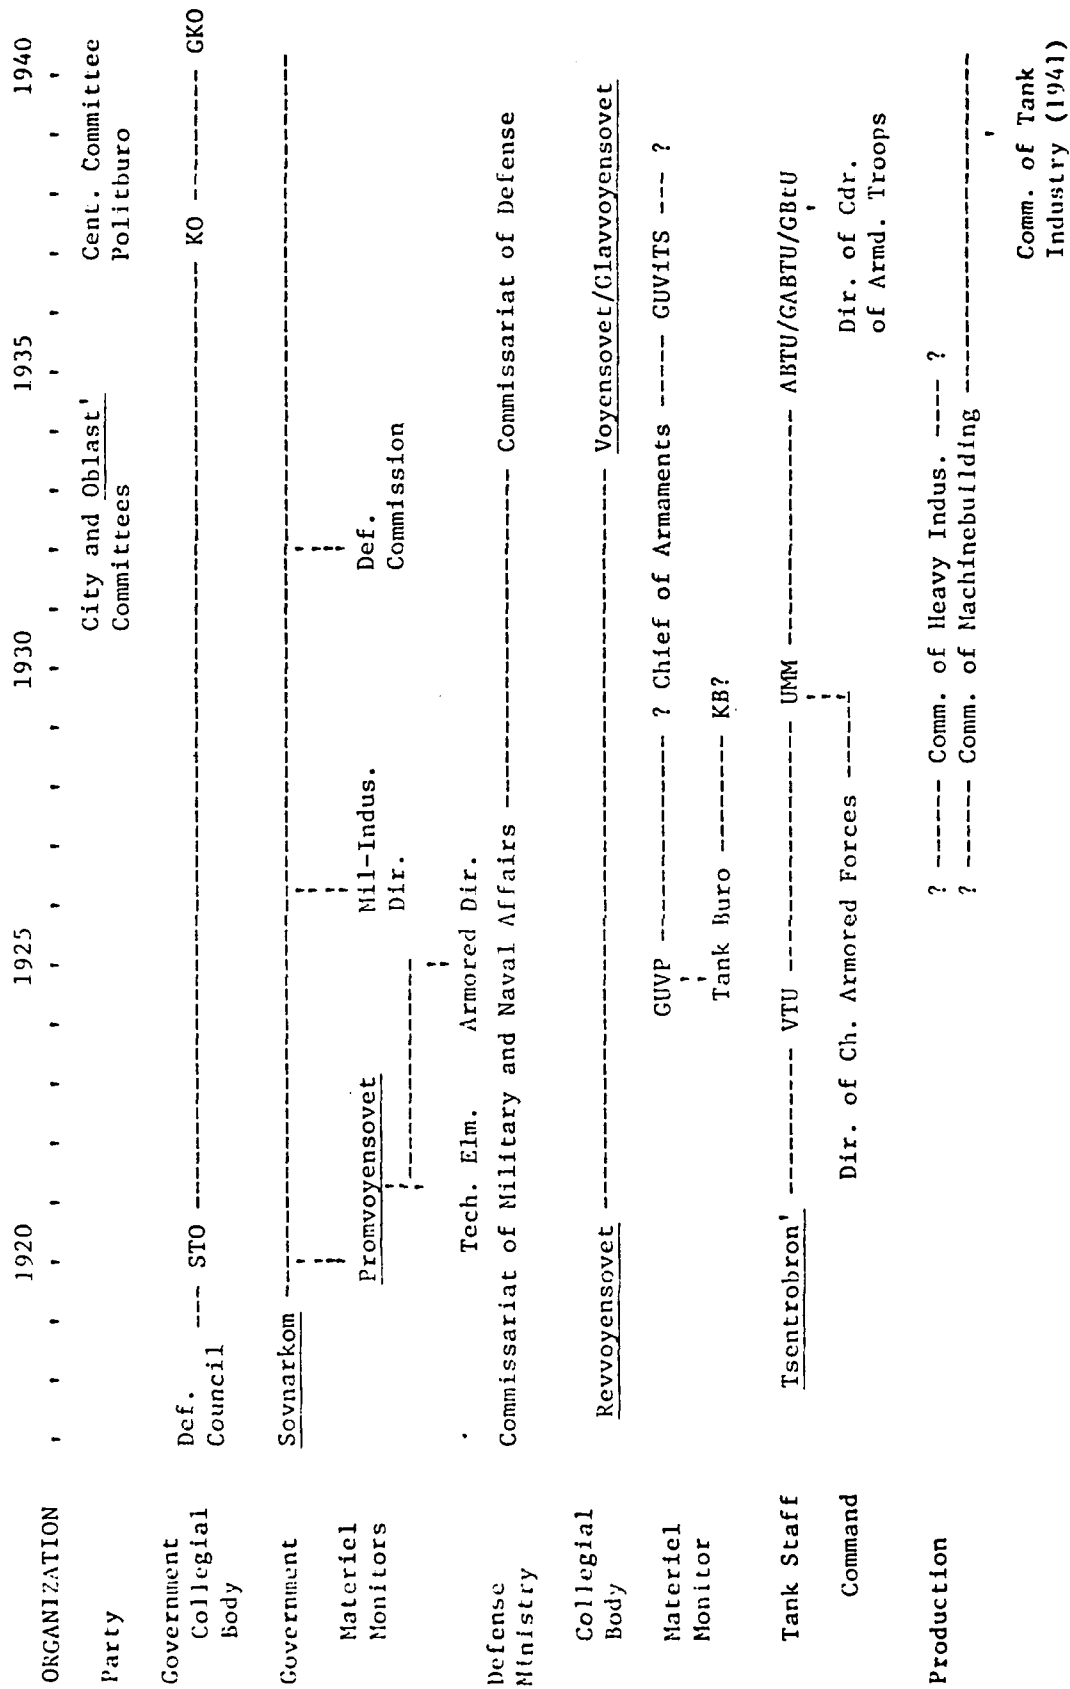 ORGANIZATION 1920 1925 1930 1935 1940
Party City and Oblast' Cent. Committee
Committees Politburo
Government Def. --- STO ---------- KO -------- GKO
Collegial Council
Body
Government Sovnarkom ----------
Materiel Promvoyensovet Mil-Indus. Def.
Monitors Dir. Commission
Tech. Elm. Armored Dir.
Defense Commissariat of Military and Naval Affairs ---------- Commissariat of Defense
Ministry
Collegial Revvoyensovet ---------- Voyensovet/Glavvoyensovet
Body
Materiel GUVP ---------- ? Chief of Armaments ----- GUViTS --- ?
Monitor Tank Buro -------- KB?
Tank Staff Tsentrobron' ---------- VTU ---------- UMM ---------- ABTU/GABTU/GBtU
Command Dir. of Ch. Armored Forces ----- Dir. of Cdr.
of Armd. Troops
Production ? ------ Comm. of Heavy Indus. ---- ?
? ------ Comm. of Machinebuilding ----------
Comm. of Tank
Industry (1941)